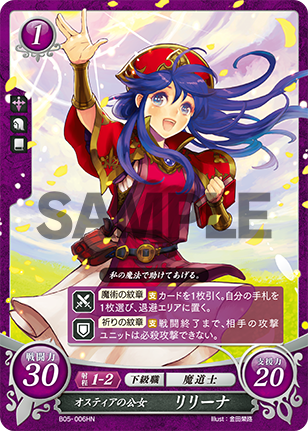 1
SAMPLE
私の魔法で助けてあげる。
魔術の紋章 支 カードを1枚引く。自分の手札を
1枚選び、退避エリアに置く。
祈りの紋章 支 戦闘終了まで、相手の攻撃
ユニットは必殺攻撃できない。
戦闘力 30 射程 1-2 下級職 魔道士 支援力 20
オスティアの公女 リリーナ
B05-006HN Illust:金田榮路